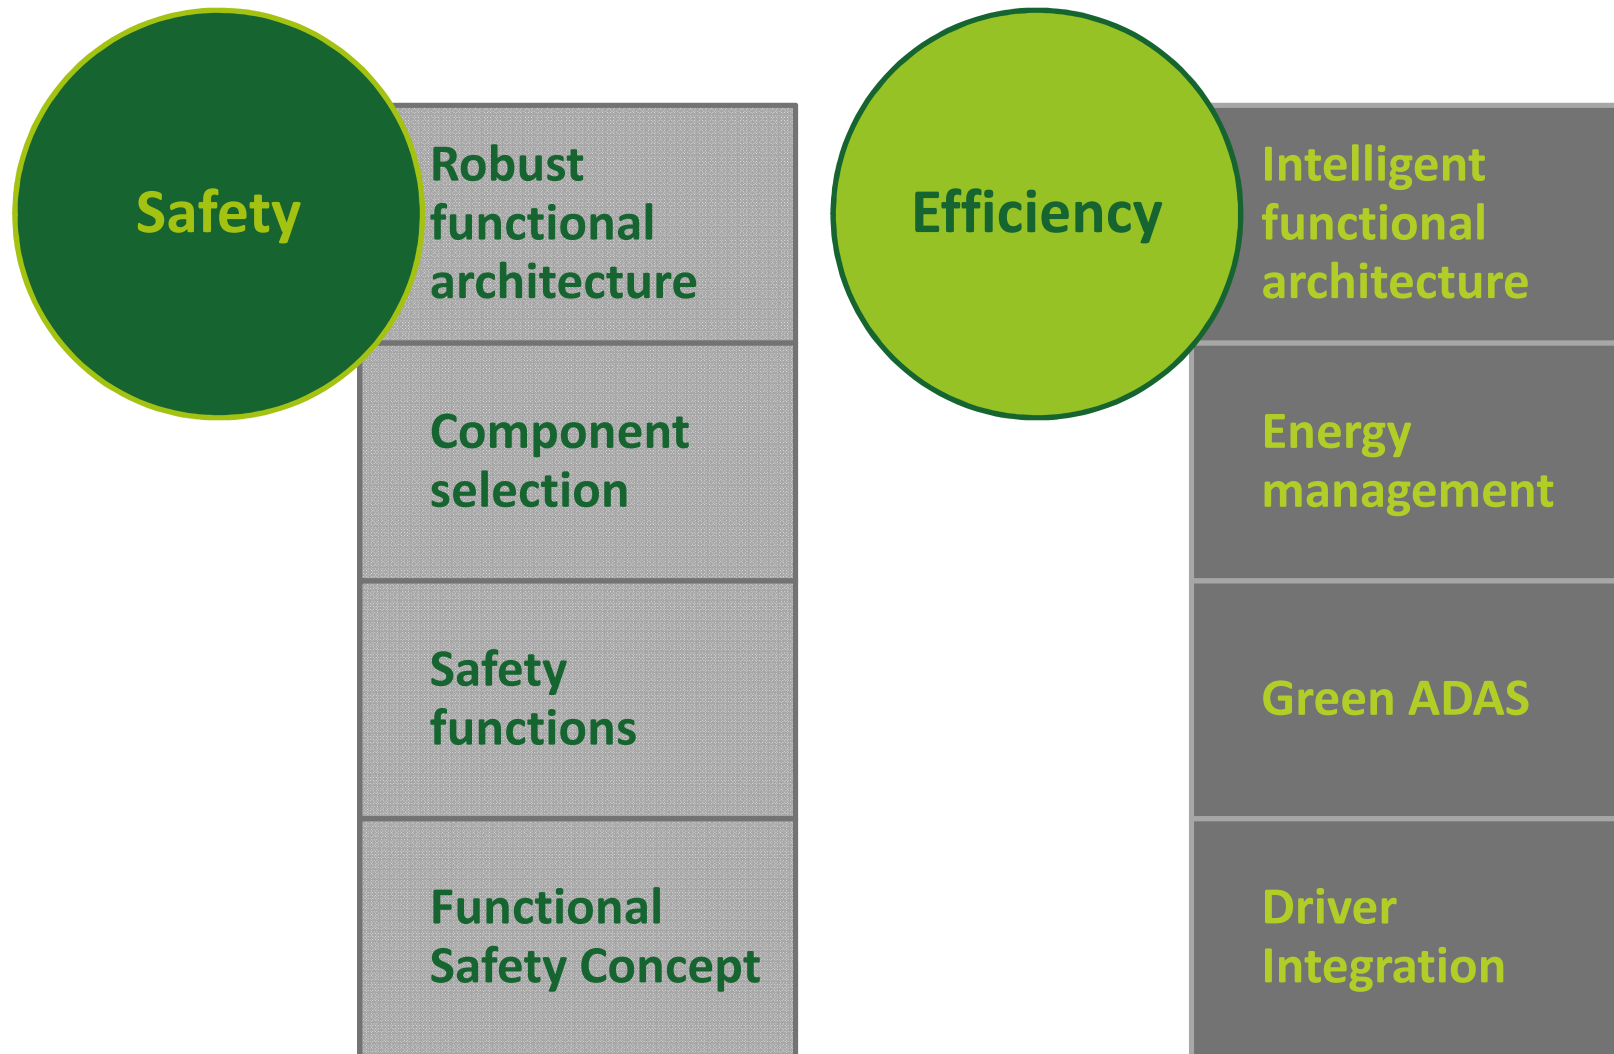 Safety
Robust
functional
architecture
Component
selection
Safety
functions
Functional
Safety Concept
Efficiency
Intelligent
functional
architecture
Energy
management
Green ADAS
Driver
Integration